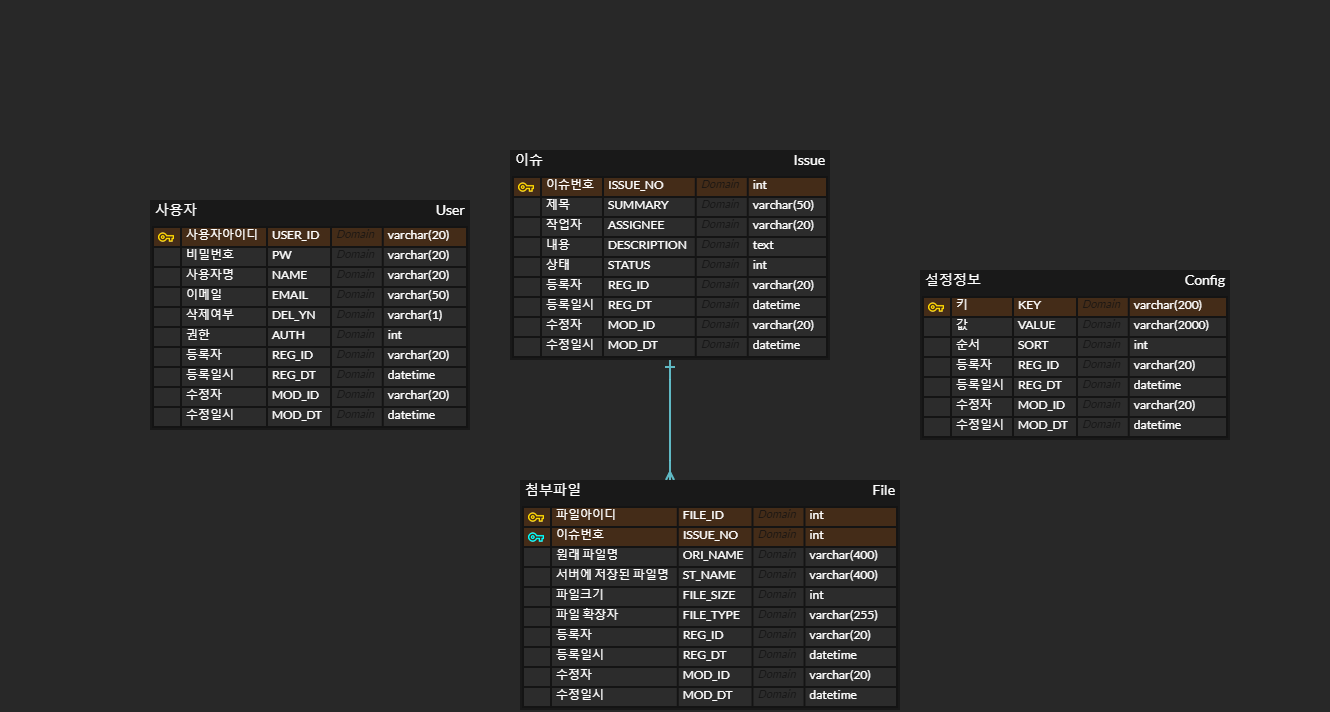 사용자 User
사용자아이디 USER_ID Domain varchar(20)
비밀번호 PW Domain varchar(20)
사용자명 NAME Domain varchar(20)
이메일 EMAIL Domain varchar(50)
삭제여부 DEL_YN Domain varchar(1)
권한 AUTH Domain int
등록자 REG_ID Domain varchar(20)
등록일시 REG_DT Domain datetime
수정자 MOD_ID Domain varchar(20)
수정일시 MOD_DT Domain datetime
이슈 Issue
이슈번호 ISSUE_NO Domain int
제목 SUMMARY Domain varchar(50)
작업자 ASSIGNEE Domain varchar(20)
내용 DESCRIPTION Domain text
상태 STATUS Domain int
등록자 REG_ID Domain varchar(20)
등록일시 REG_DT Domain datetime
수정자 MOD_ID Domain varchar(20)
수정일시 MOD_DT Domain datetime
설정정보 Config
키 KEY Domain varchar(200)
값 VALUE Domain varchar(2000)
순서 SORT Domain int
등록자 REG_ID Domain varchar(20)
등록일시 REG_DT Domain datetime
수정자 MOD_ID Domain varchar(20)
수정일시 MOD_DT Domain datetime
첨부파일 File
파일아이디 FILE_ID Domain int
이슈번호 ISSUE_NO Domain int
원래 파일명 ORI_NAME Domain varchar(400)
서버에 저장된 파일명 ST_NAME Domain varchar(400)
파일크기 FILE_SIZE Domain int
파일 확장자 FILE_TYPE Domain varchar(255)
등록자 REG_ID Domain varchar(20)
등록일시 REG_DT Domain datetime
수정자 MOD_ID Domain varchar(20)
수정일시 MOD_DT Domain datetime